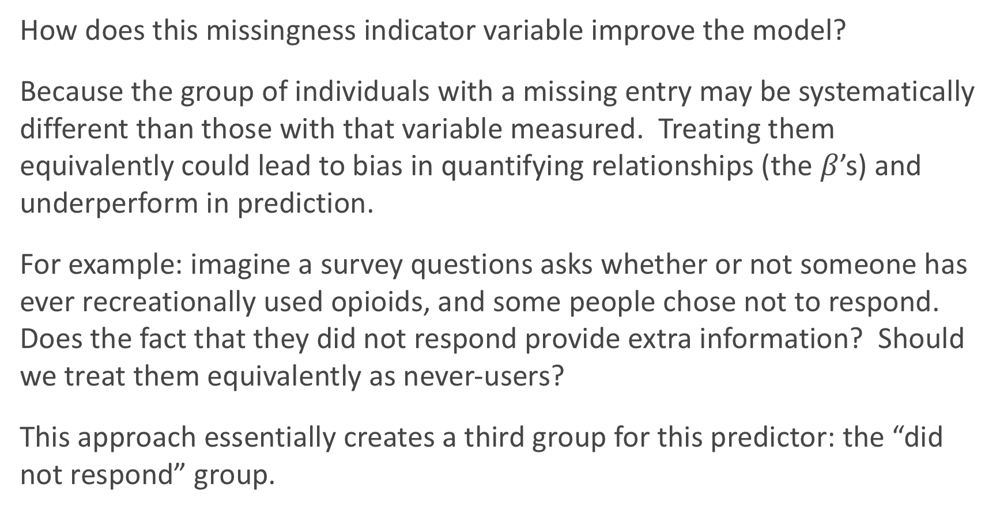 How does this missingness indicator variable improve the model?
Because the group of individuals with a missing entry may be systematically
different than those with that variable measured.  Treating them
equivalently could lead to bias in quantifying relationships (the 𝛽’s) and
underperform in prediction.
For example: imagine a survey questions asks whether or not someone has
ever recreationally used opioids, and some people chose not to respond.
Does the fact that they did not respond provide extra information?  Should
we treat them equivalently as never-users?
This approach essentially creates a third group for this predictor: the “did
not respond” group.